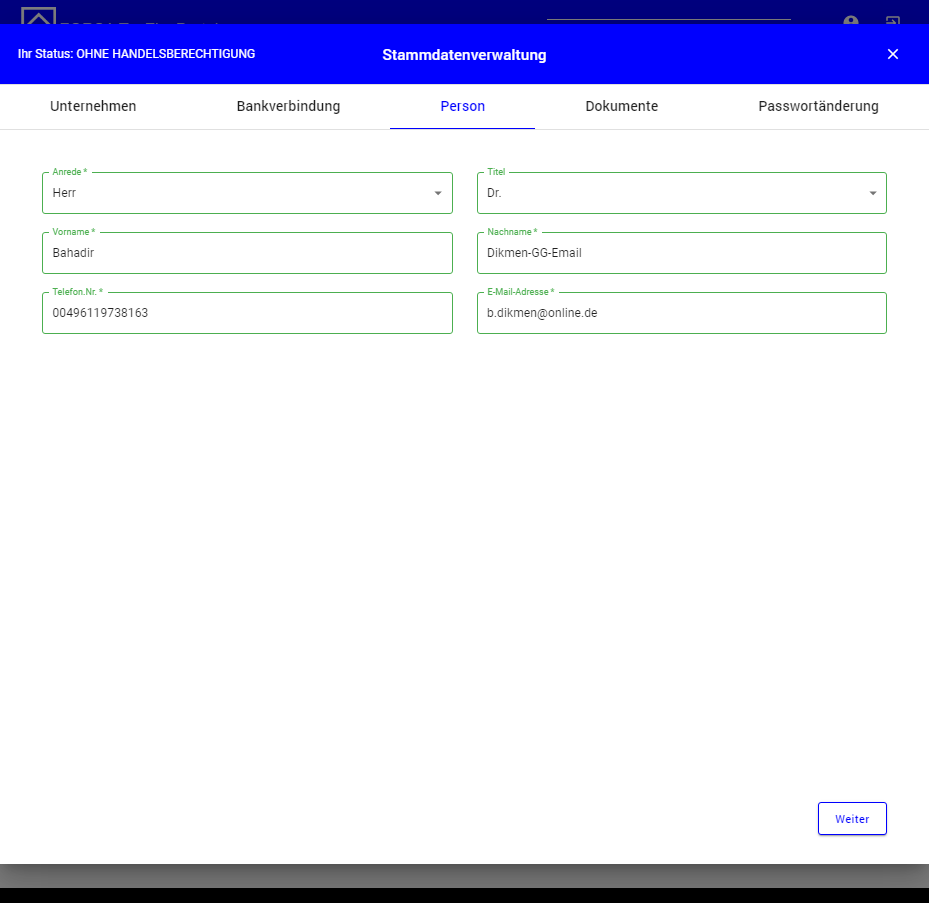 Ihr Status: OHNE HANDELSBERECHTIGUNG
Stammdatenverwaltung
Unternehmen
Bankverbindung
Person
Dokumente
Passwortänderung
Anrede *
Titel
Herr
Dr.
Vorname *
Nachname *
Bahadir
Dikmen-GG-Email
Telefon.Nr. *
E-Mail-Adresse *
00496119738163
b.dikmen@online.de
Weiter